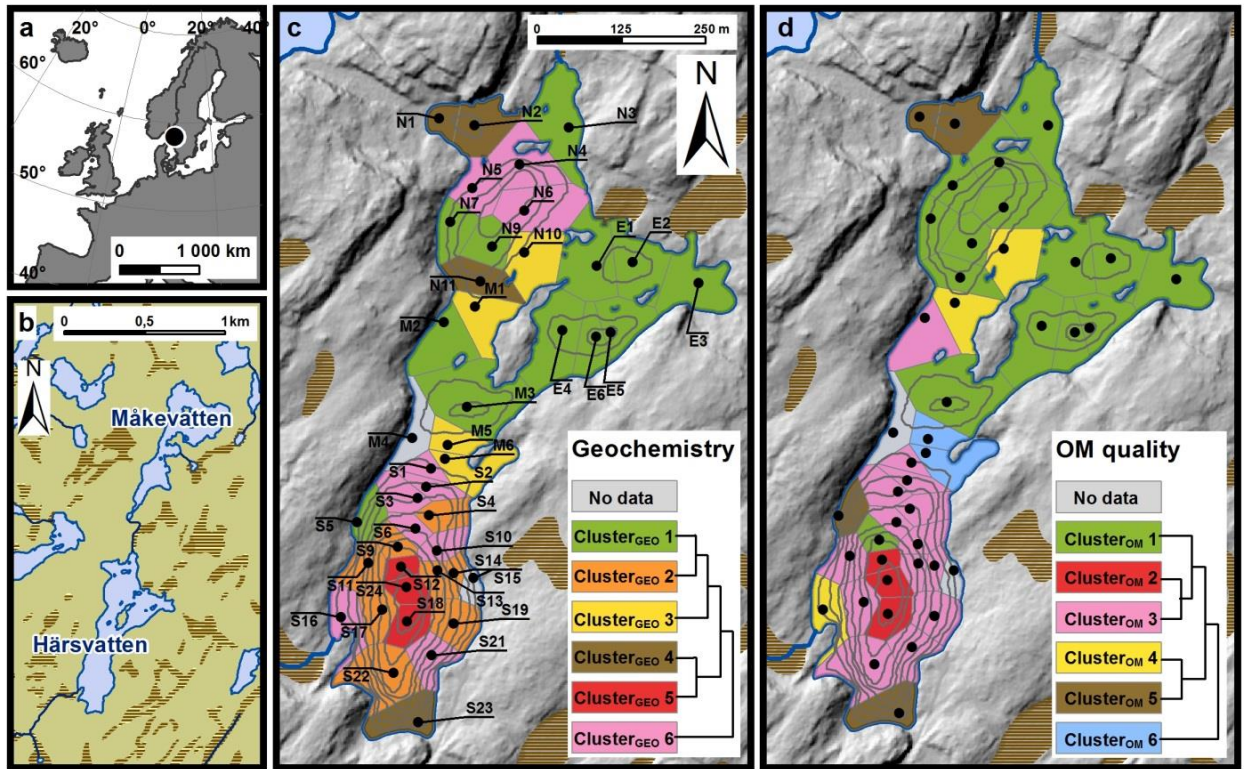 a
0° 20° 40°
60°
50°
40°
0 1 000 km
b
0 0,5 1 km
N
Måkevatten
Härsvatten
c
0 125 250 m
N
N1
N2
N3
N4
N5
N6
N7
N9
N10
E1
E2
N11
M1
M2
E3
E4
E6
E5
M3
M4
M5
M6
S1
S2
S3
S4
S5
S6
S9
S10
S14
S15
S11
S12
S24
S13
S18
S19
S16
S17
S21
S22
S23
Geochemistry
No data
ClusterGEO 1
ClusterGEO 2
ClusterGEO 3
ClusterGEO 4
ClusterGEO 5
ClusterGEO 6
d
OM quality
No data
ClusterOM 1
ClusterOM 2
ClusterOM 3
ClusterOM 4
ClusterOM 5
ClusterOM 6